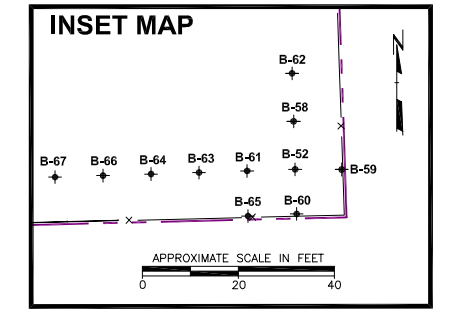 INSET MAP
N
B-62
B-58
B-67 B-66 B-64 B-63 B-61 B-52
B-59
B-65 B-60
APPROXIMATE SCALE IN FEET
0 20 40